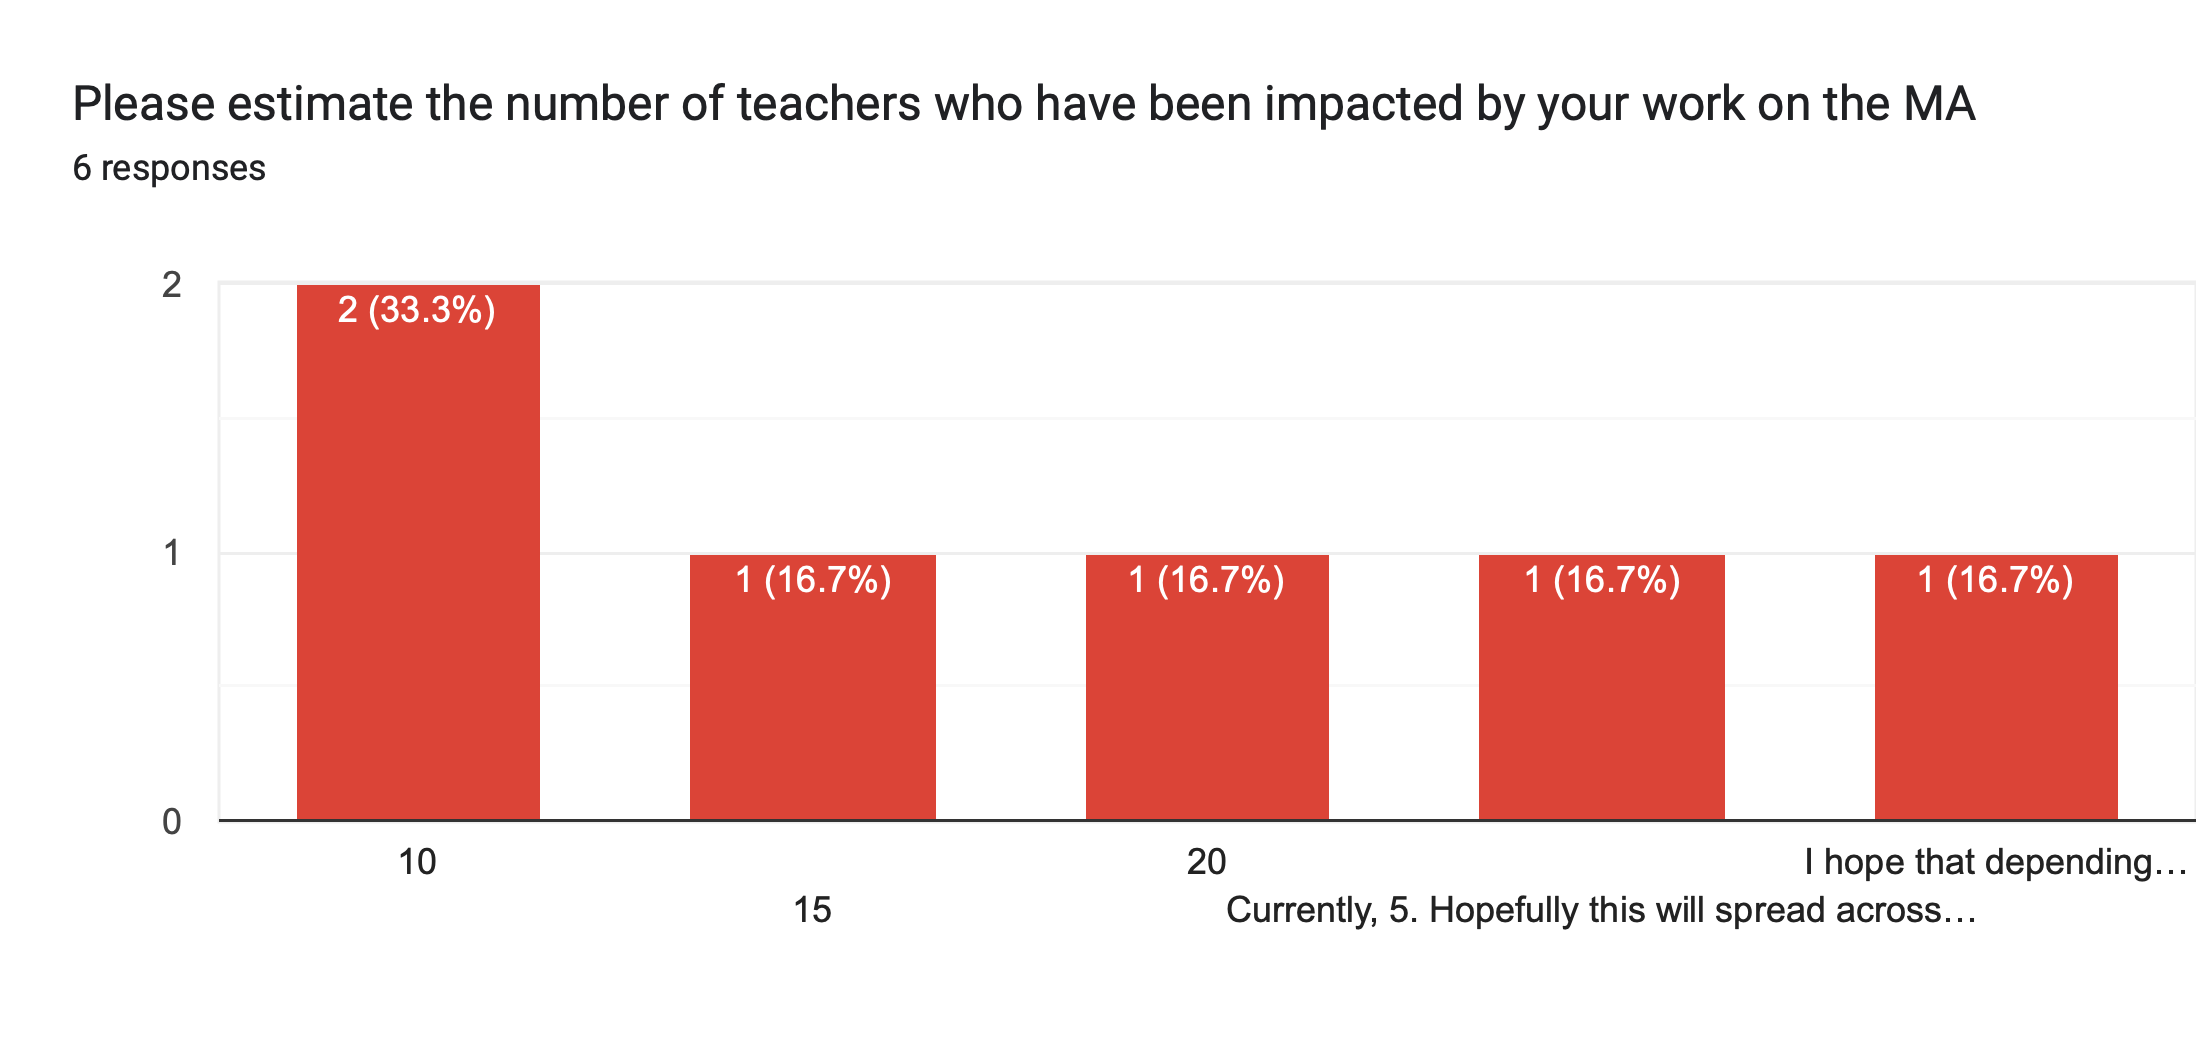 Please estimate the number of teachers who have been impacted by your work on the MA
6 responses
2
2 (33.3%)
1
1 (16.7%)
1 (16.7%)
1 (16.7%)
1 (16.7%)
0
10
20
I hope that depending…
15
Currently, 5. Hopefully this will spread across…